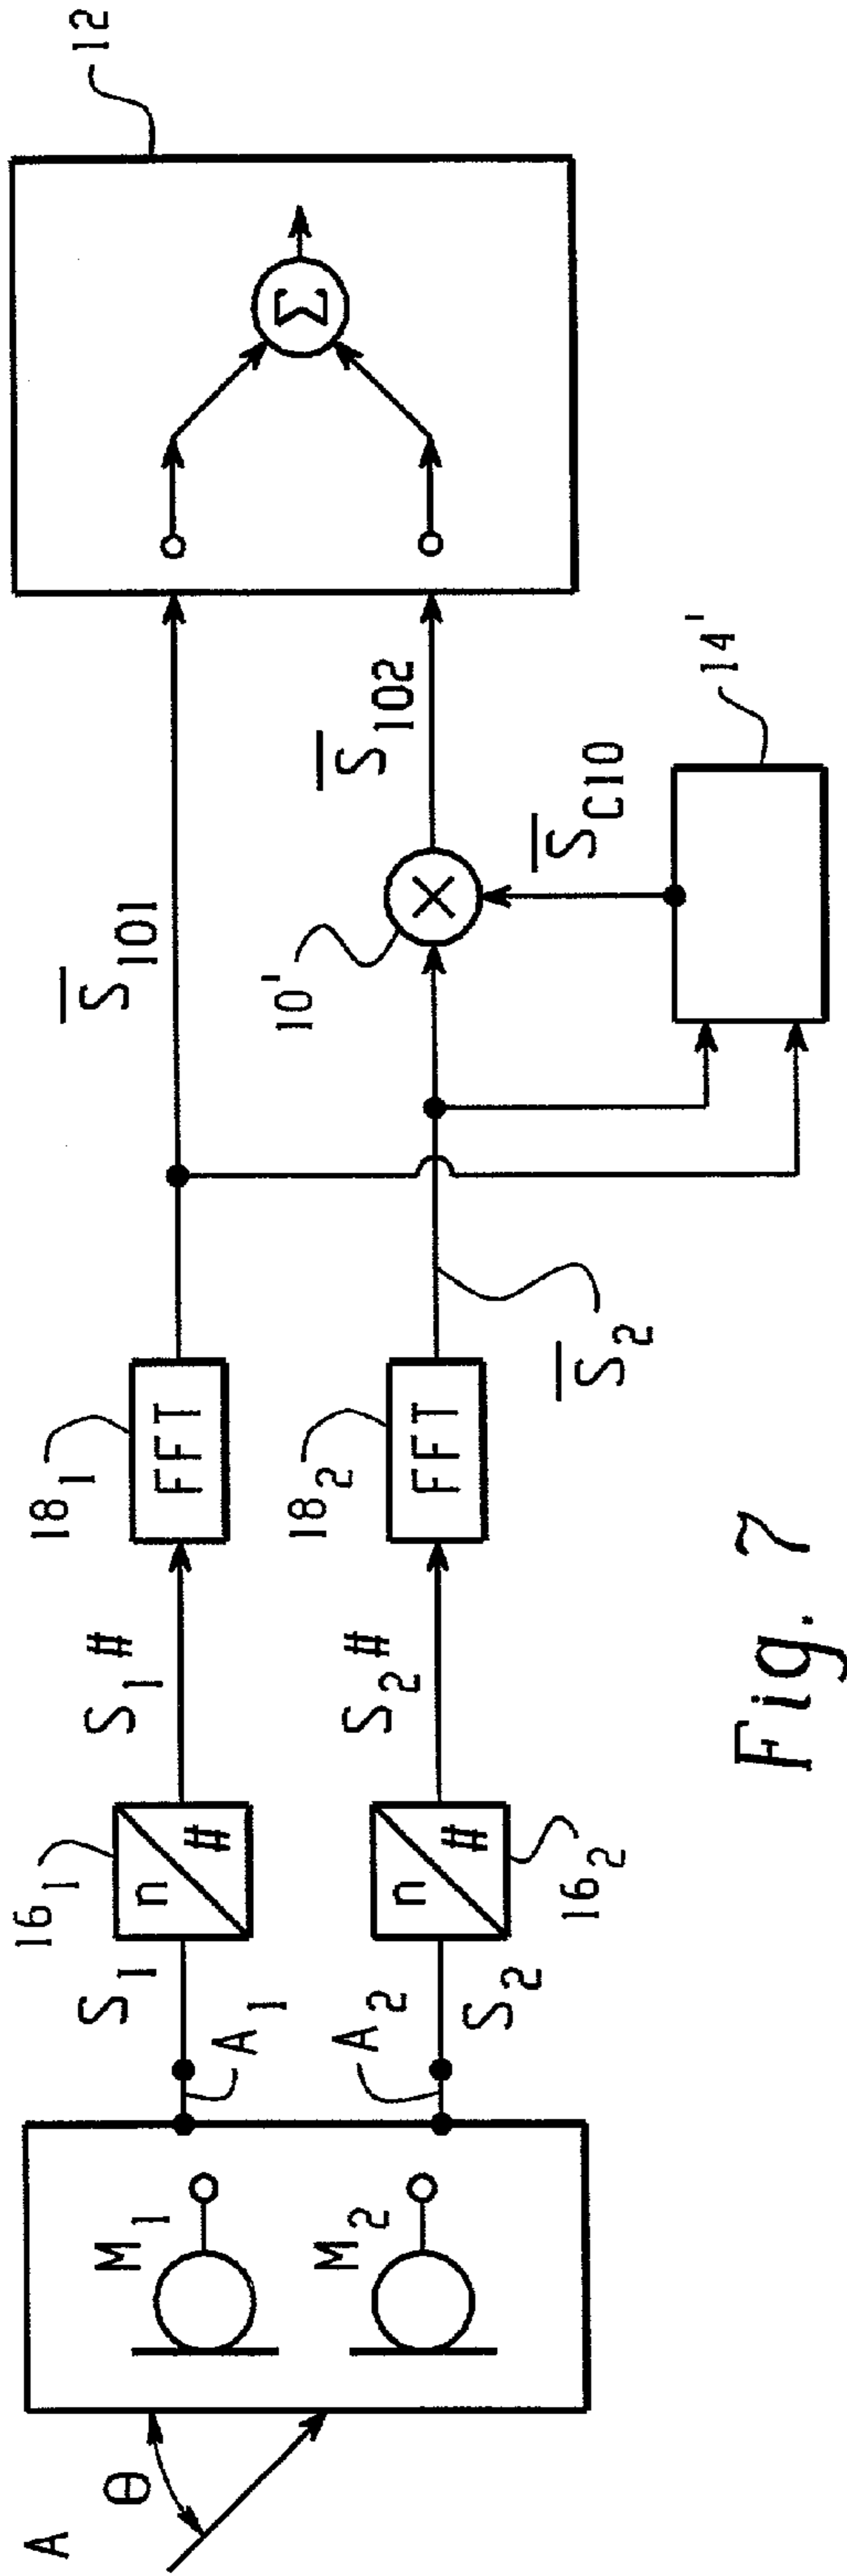 A
θ
M₁
M₂
A₁
A₂
S₁
S₂
16₁
n
#
16₂
n
#
S₁#
S₂#
18₁
FFT
18₂
FFT
S̅₂
S̅₁₀₁
10'
S̅₁₀₂
S̅C10
14'
Σ
12
Fig. 7